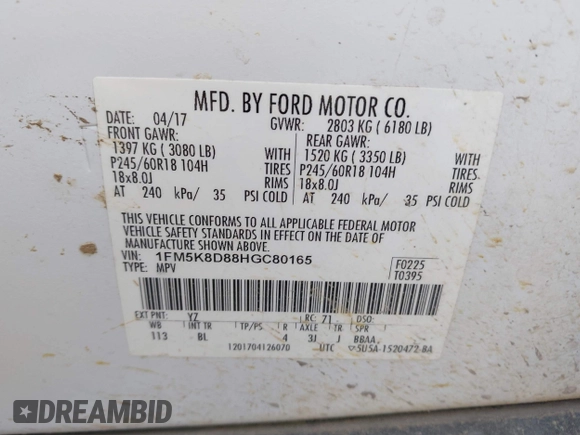 MFD. BY FORD MOTOR CO.
DATE: 04/17 GVWR: 2803 KG ( 6180 LB)
FRONT GAWR: REAR GAWR:
1397 KG ( 3080 LB) WITH 1520 KG ( 3350 LB) WITH
P245/60R18 104H TIRES P245/60R18 104H TIRES
18x8.0J RIMS 18x8.0J RIMS
AT 240 kPa/ 35 PSI COLD AT 240 kPa/ 35 PSI COLD
THIS VEHICLE CONFORMS TO ALL APPLICABLE FEDERAL MOTOR
VEHICLE SAFETY STANDARDS IN EFFECT ON THE DATE OF
MANUFACTURE SHOWN ABOVE.
VIN: 1FM5K8D88HGC80165 F0225
TYPE: MPV T0395
EXT PNT: YZ RC: 71 DSO:
WB INT TR TP/PS R AXLE TR SPR
113 BL 4 3J J BBAA
1201704126070 UTC 5U5A-1520472-BA
DREAMBID